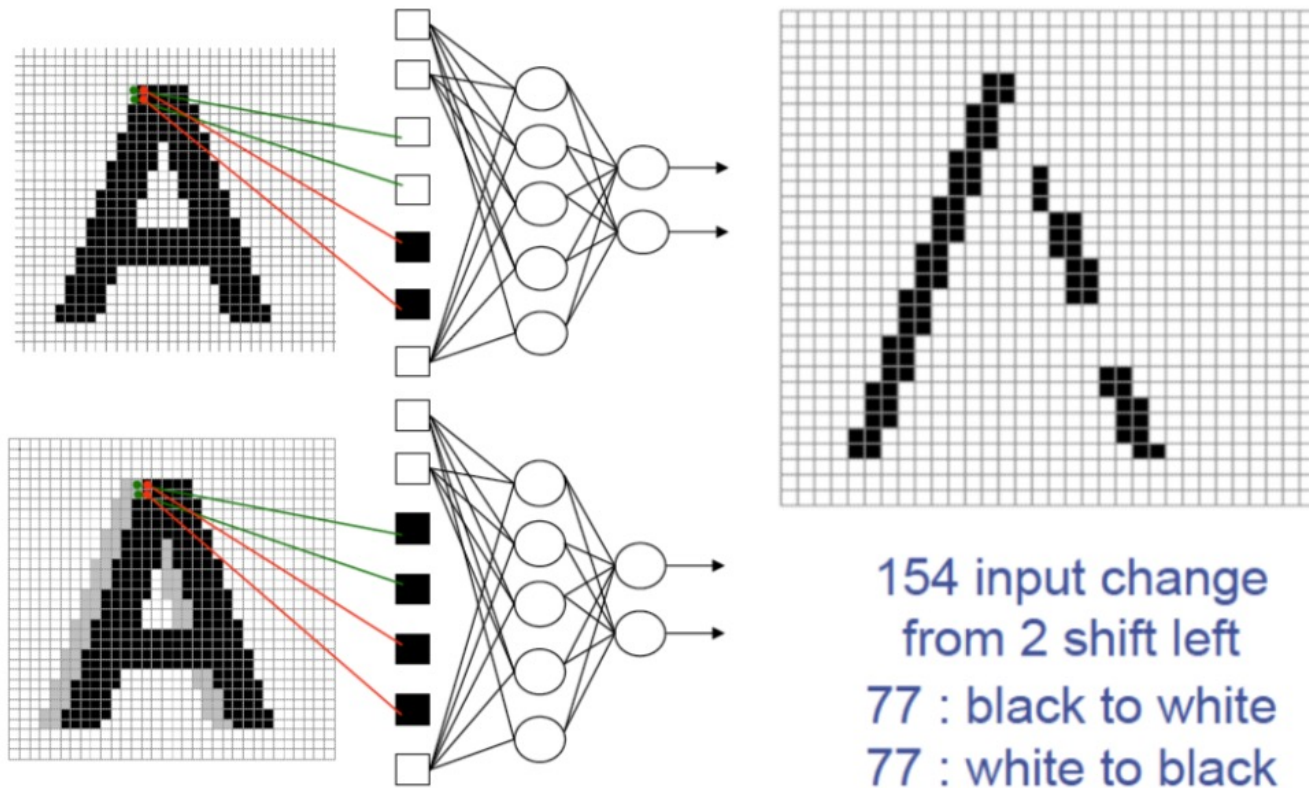 154 input change
from 2 shift left
77 : black to white
77 : white to black